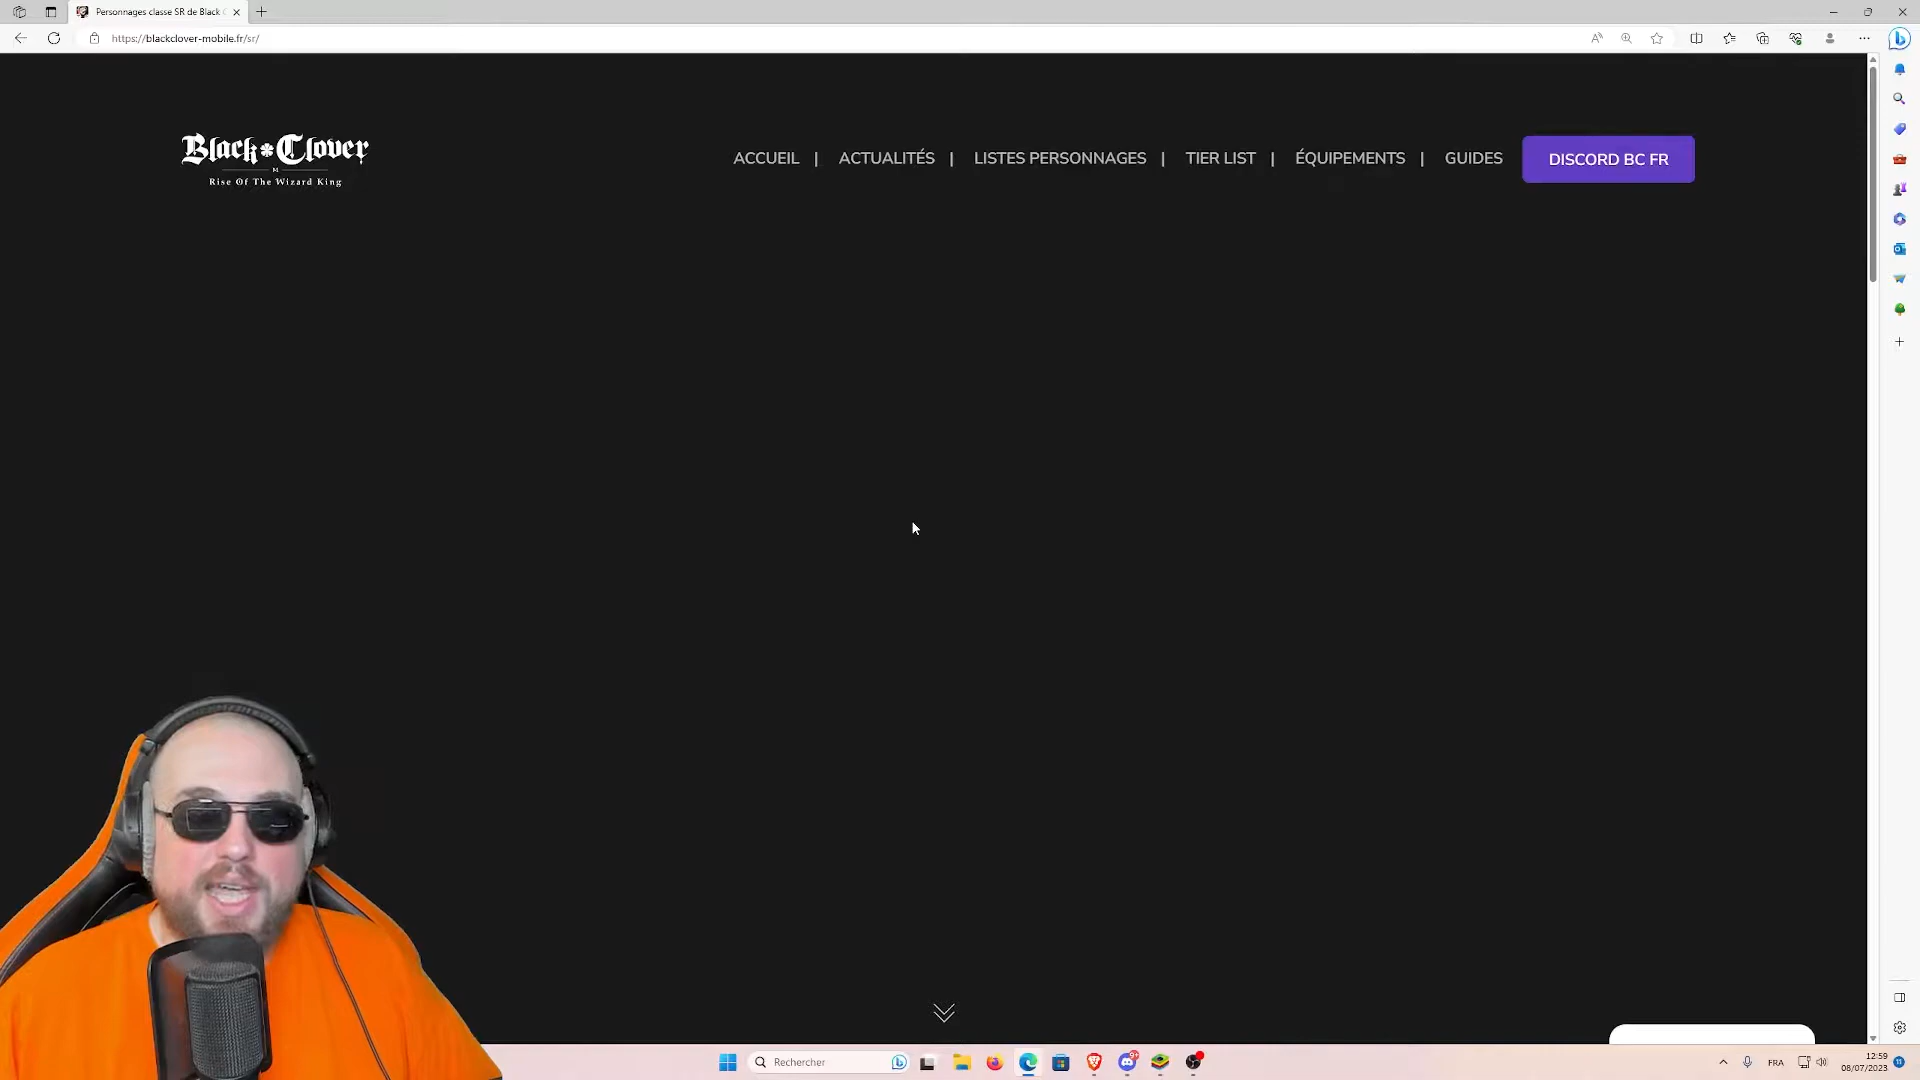 Personnages classe SR de Black
https://blackclover-mobile.fr/sr/
Black Clover
M
Rise Of The Wizard King
ACCUEIL | ACTUALITÉS | LISTES PERSONNAGES | TIER LIST | ÉQUIPEMENTS | GUIDES
DISCORD BC FR
Rechercher
FRA
12:59
08/07/2023